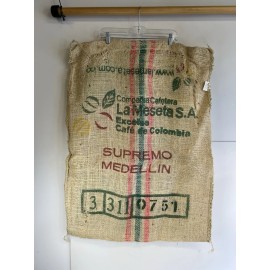 www.lameseta.com.co
Compañía Cafetera
La Meseta S.A.
Excelso
Café de Colombia
SUPREMO
MEDELLIN
3 311 0751